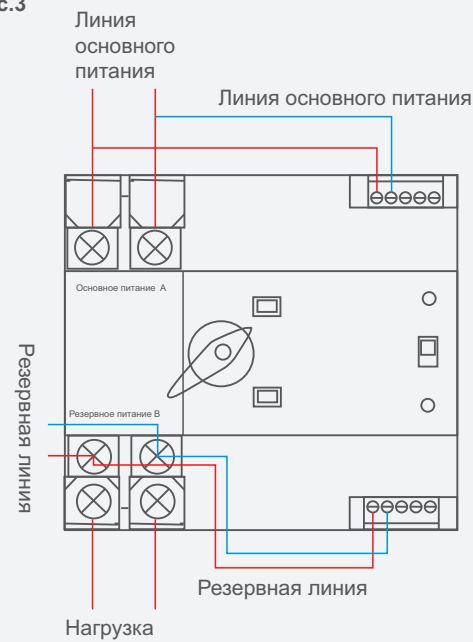 с.3
Линия
основного
питания
Линия основного питания
Основное питание A
Резервное питание B
Резервная линия
Резервная линия
Нагрузка